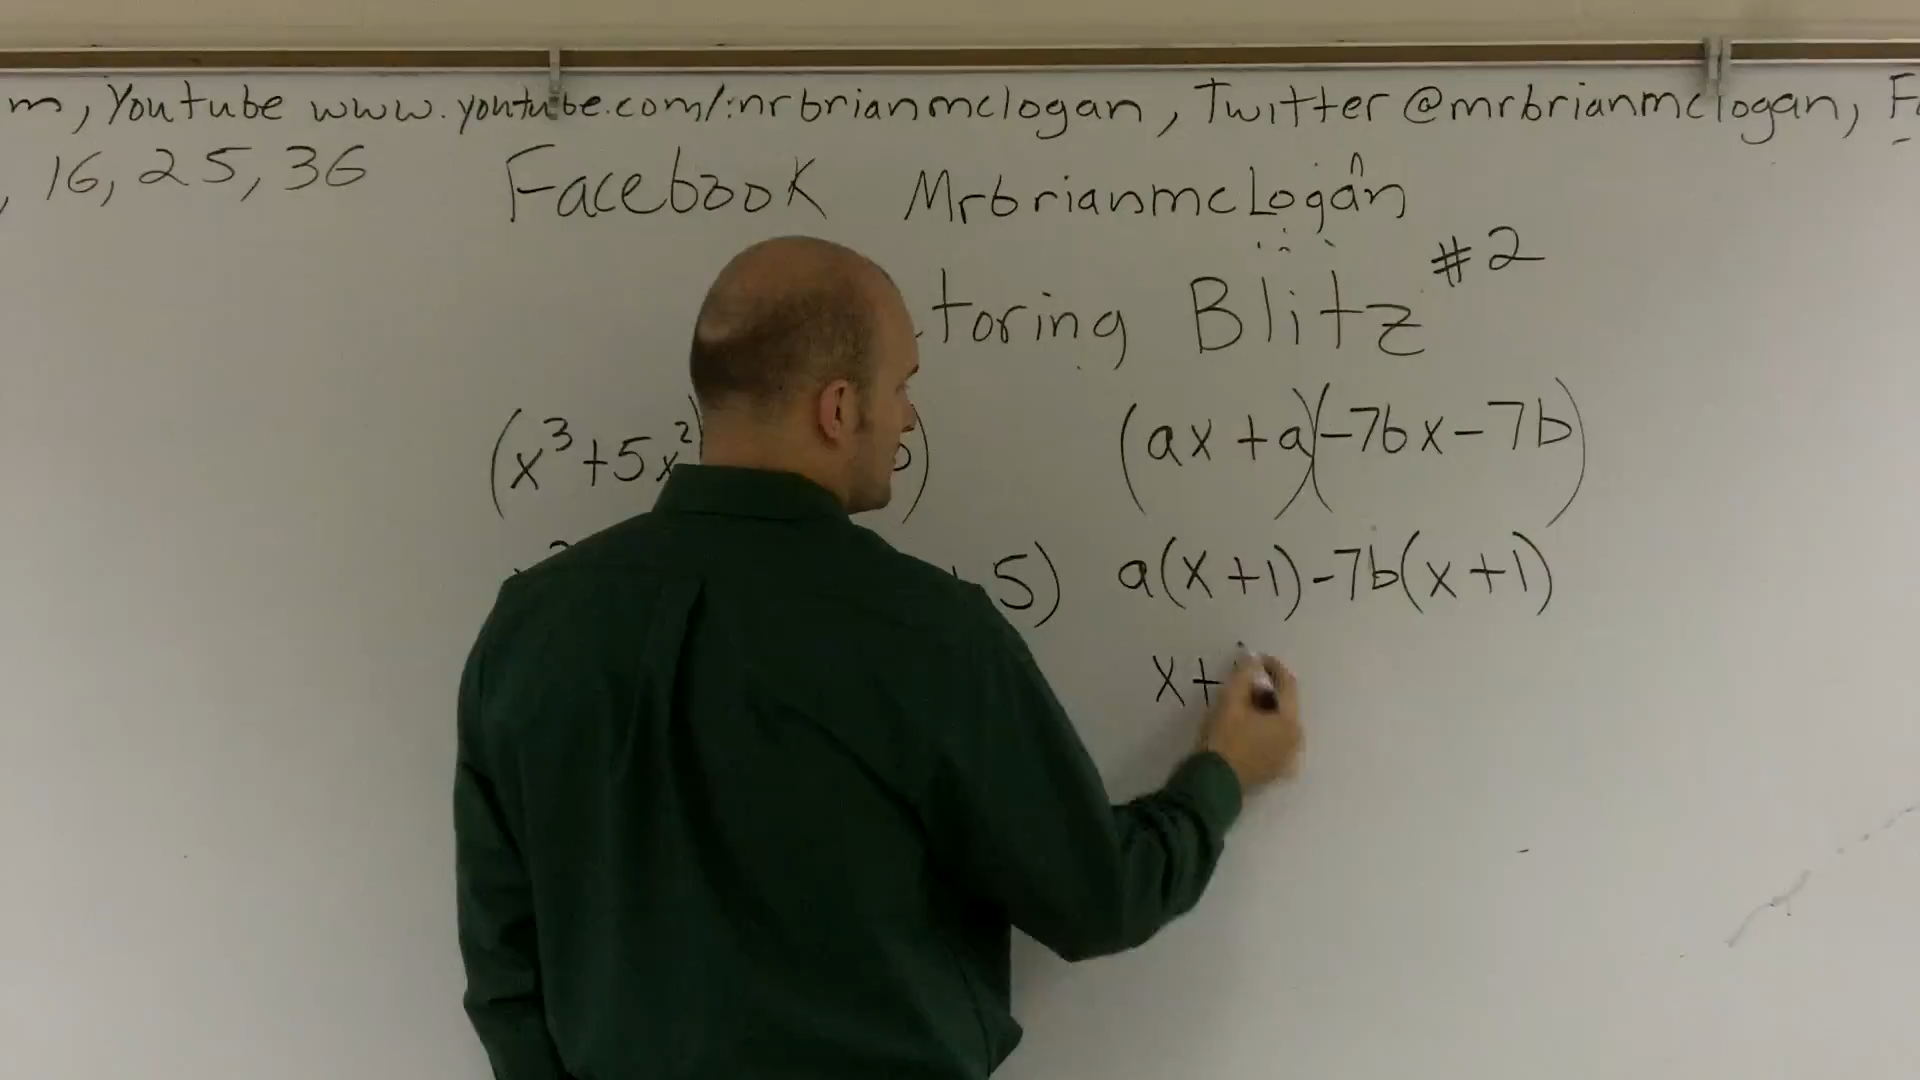 m, Youtube www.youtube.com/mrbrianmclogan, Twitter @mrbrianmclogan,
, 16, 25, 36
Facebook MrbrianmcLogan
toring Blitz #2
(x³+5x²) )
(ax+a)(-7bx-7b)
+5)
a(x+1)-7b(x+1)
x+